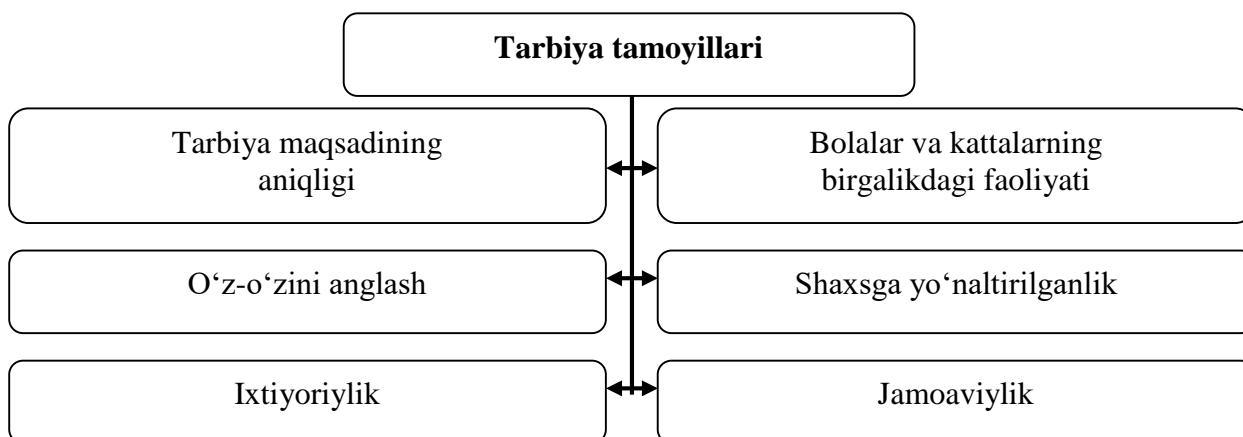 Tarbiya tamoyillari
Tarbiya maqsadining
aniqligi
Bolalar va kattalarning
birgalikdagi faoliyati
O‘z-o‘zini anglash
Shaxsga yo‘naltirilganlik
Ixtiyoriylik
Jamoaviylik